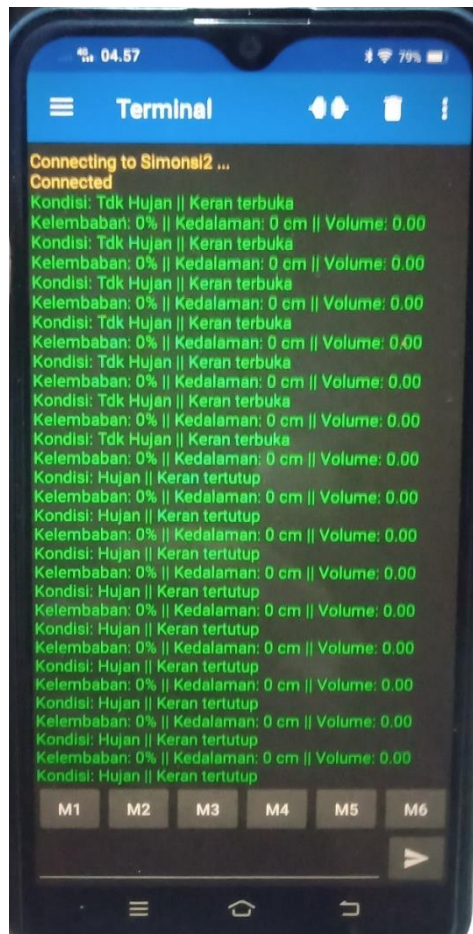 04.57
79%
Terminal
Connecting to Simonsi2 ...
Connected
Kondisi: Tdk Hujan || Keran terbuka
Kelembaban: 0% || Kedalaman: 0 cm || Volume: 0.00
Kondisi: Tdk Hujan || Keran terbuka
Kelembaban: 0% || Kedalaman: 0 cm || Volume: 0.00
Kondisi: Tdk Hujan || Keran terbuka
Kelembaban: 0% || Kedalaman: 0 cm || Volume: 0.00
Kondisi: Tdk Hujan || Keran terbuka
Kelembaban: 0% || Kedalaman: 0 cm || Volume: 0.00
Kondisi: Tdk Hujan || Keran terbuka
Kelembaban: 0% || Kedalaman: 0 cm || Volume: 0.00
Kondisi: Tdk Hujan || Keran terbuka
Kelembaban: 0% || Kedalaman: 0 cm || Volume: 0.00
Kondisi: Tdk Hujan || Keran terbuka
Kelembaban: 0% || Kedalaman: 0 cm || Volume: 0.00
Kondisi: Hujan || Keran tertutup
Kelembaban: 0% || Kedalaman: 0 cm || Volume: 0.00
Kondisi: Hujan || Keran tertutup
Kelembaban: 0% || Kedalaman: 0 cm || Volume: 0.00
Kondisi: Hujan || Keran tertutup
Kelembaban: 0% || Kedalaman: 0 cm || Volume: 0.00
Kondisi: Hujan || Keran tertutup
Kelembaban: 0% || Kedalaman: 0 cm || Volume: 0.00
Kondisi: Hujan || Keran tertutup
Kelembaban: 0% || Kedalaman: 0 cm || Volume: 0.00
Kondisi: Hujan || Keran tertutup
Kelembaban: 0% || Kedalaman: 0 cm || Volume: 0.00
Kondisi: Hujan || Keran tertutup
Kelembaban: 0% || Kedalaman: 0 cm || Volume: 0.00
Kondisi: Hujan || Keran tertutup
Kelembaban: 0% || Kedalaman: 0 cm || Volume: 0.00
Kondisi: Hujan || Keran tertutup
M1 M2 M3 M4 M5 M6